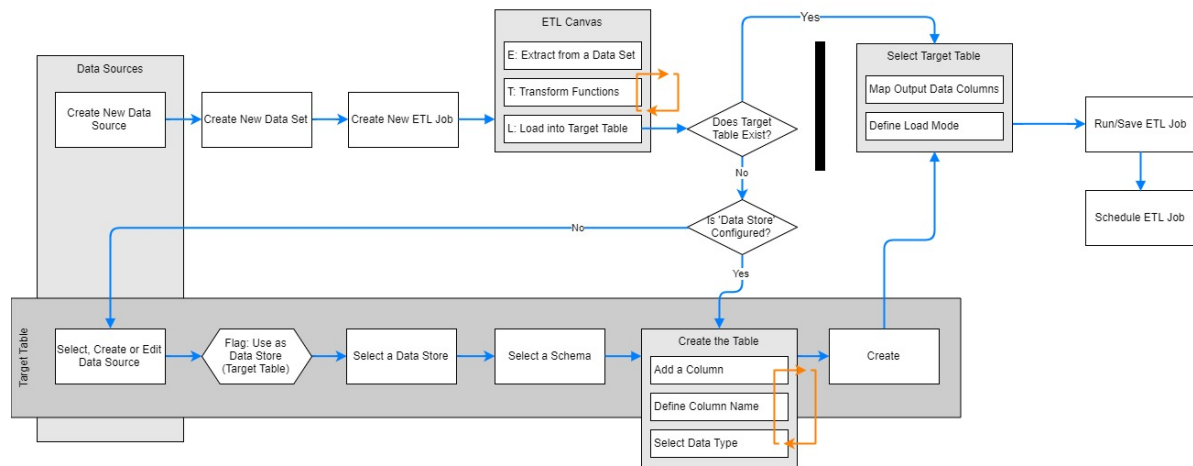 ETL Canvas
Yes
E: Extract from a Data Set
Select Target Table
Data Sources
Map Output Data Columns
T: Transform Functions
Create New Data
Source
Create New Data Set
Create New ETL Job
L: Load into Target Table
Does Target
Table Exist?
Define Load Mode
Run/Save ETL Job
No
Is 'Data Store'
Configured?
Schedule ETL Job
No
Yes
Target Table
Select, Create or Edit
Data Source
Flag: Use as
Data Store
(Target Table)
Select a Data Store
Select a Schema
Create the Table
Add a Column
Define Column Name
Select Data Type
Create